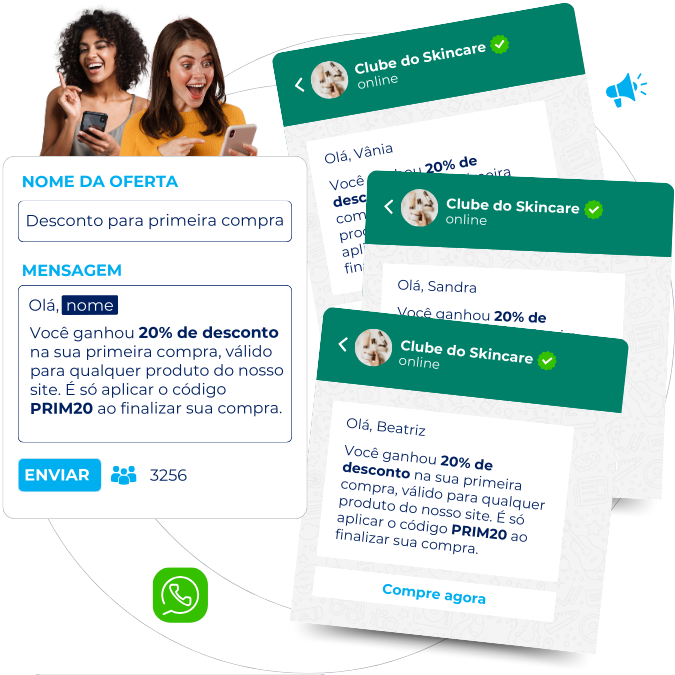 NOME DA OFERTA
Desconto para primeira compra
MENSAGEM
Olá, nome
Você ganhou 20% de desconto
na sua primeira compra, válido
para qualquer produto do nosso
site. É só aplicar o código
PRIM20 ao finalizar sua compra.
ENVIAR 3256
Clube do Skincare
online
Olá, Vânia
Você ganhou 20% de
Clube do Skincare
online
Olá, Sandra
Você ganhou 20% de
Clube do Skincare
online
Olá, Beatriz
Você ganhou 20% de
desconto na sua primeira
compra, válido para qualquer
produto do nosso site. É só
aplicar o código PRIM20 ao
finalizar sua compra.
Compre agora